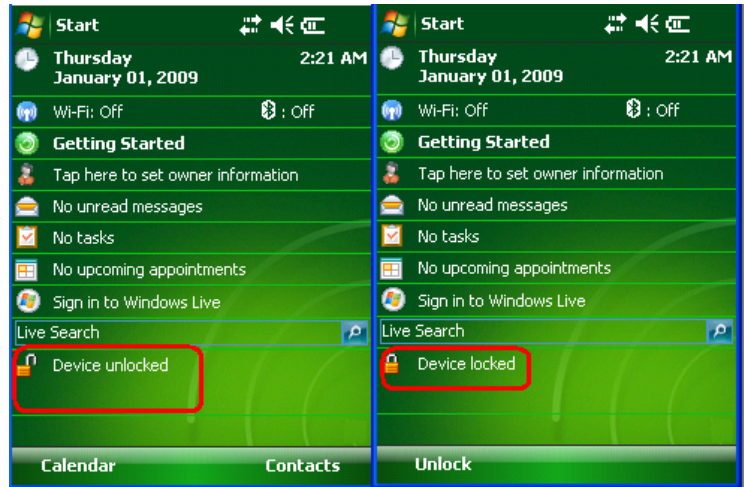 Start
Thursday 2:21 AM
January 01, 2009
Wi-Fi: Off : Off
Getting Started
Tap here to set owner information
No unread messages
No tasks
No upcoming appointments
Sign in to Windows Live
Live Search
Device unlocked
Calendar Contacts
Start
Thursday 2:21 AM
January 01, 2009
Wi-Fi: Off : Off
Getting Started
Tap here to set owner information
No unread messages
No tasks
No upcoming appointments
Sign in to Windows Live
Live Search
Device locked
Unlock